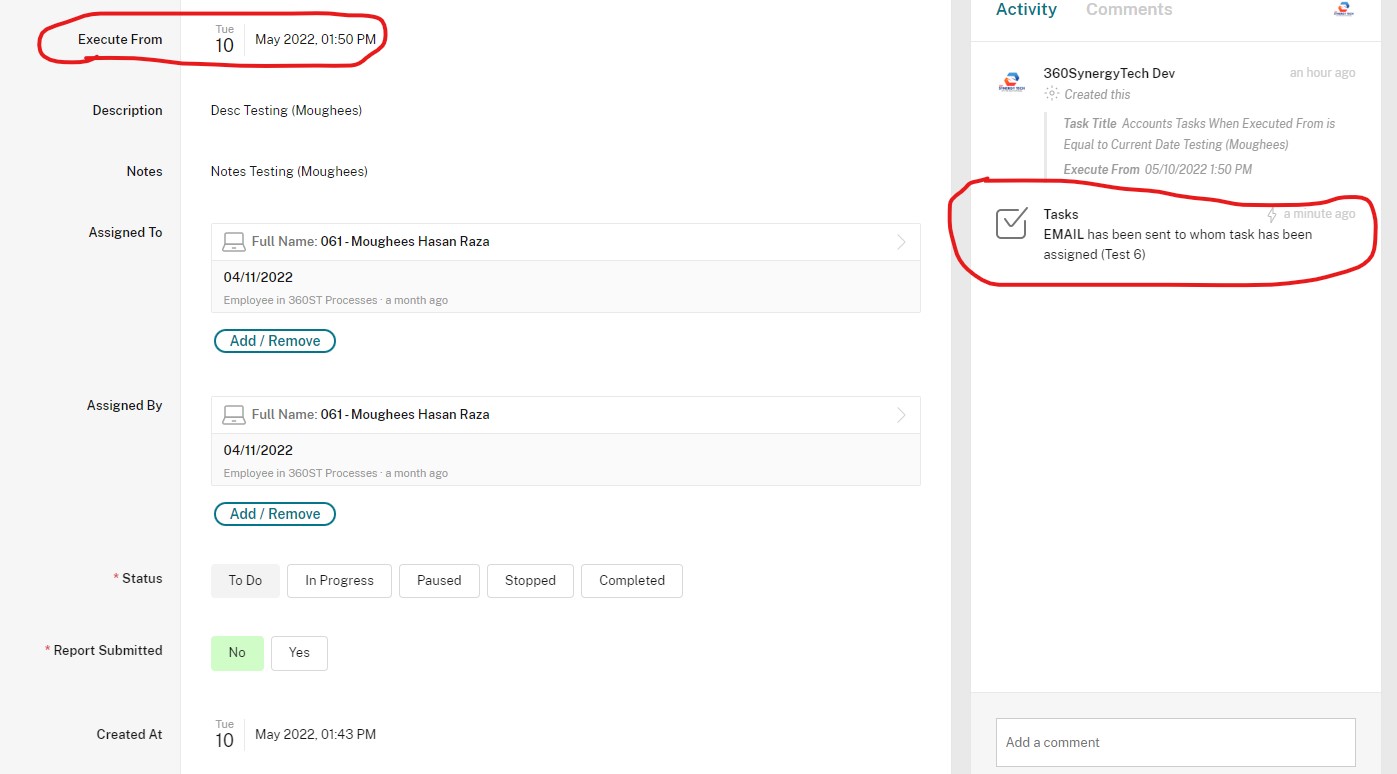 Execute From
Tue
10
May 2022, 01:50 PM
Description
Desc Testing (Moughees)
Notes
Notes Testing (Moughees)
Assigned To
Full Name: 061 - Moughees Hasan Raza
04/11/2022
Employee in 360ST Processes · a month ago
Add / Remove
Assigned By
Full Name: 061 - Moughees Hasan Raza
04/11/2022
Employee in 360ST Processes · a month ago
Add / Remove
* Status
To Do
In Progress
Paused
Stopped
Completed
* Report Submitted
No
Yes
Created At
Tue
10
May 2022, 01:43 PM
Activity
Comments
360SynergyTech Dev
an hour ago
Created this
Task Title Accounts Tasks When Executed From is
Equal to Current Date Testing (Moughees)
Execute From 05/10/2022 1:50 PM
Tasks
a minute ago
EMAIL has been sent to whom task has been
assigned (Test 6)
Add a comment